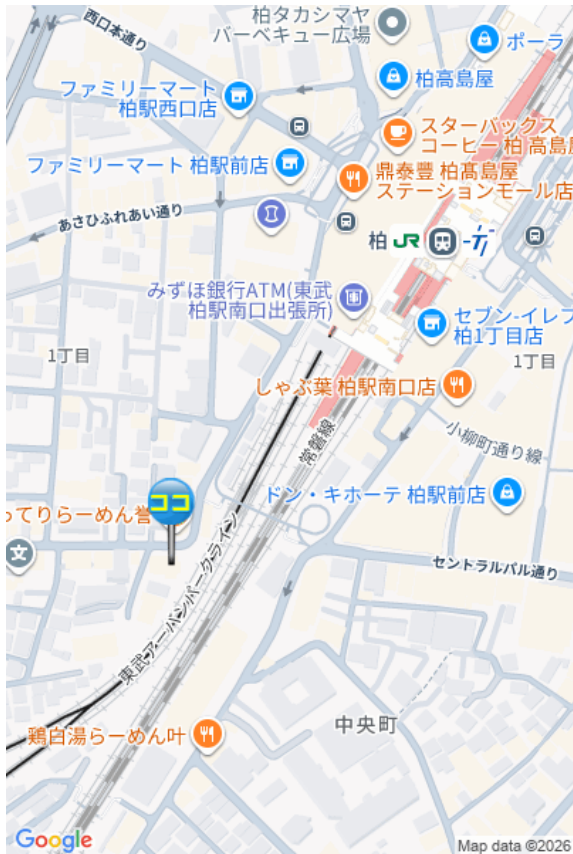 西口本通り
柏タカシマヤ
バーベキュー広場
ポーラ
ファミリーマート
柏駅西口店
柏高島屋
スターバックス
コーヒー 柏 高島屋
ファミリーマート 柏駅前店
鼎泰豐 柏髙島屋
ステーションモール店
あさひふれあい通り
柏 JR
みずほ銀行ATM(東武
柏駅南口出張所)
セブン-イレブ
柏1丁目店
1丁目
1丁目
しゃぶ葉 柏駅南口店
常磐線
小柳町通り線
ココ
ドン・キホーテ 柏駅前店
ってりらーめん誉
文
セントラルパル通り
東武アーバンパークライン
中央町
鶏白湯らーめん叶
Google
Map data ©2026